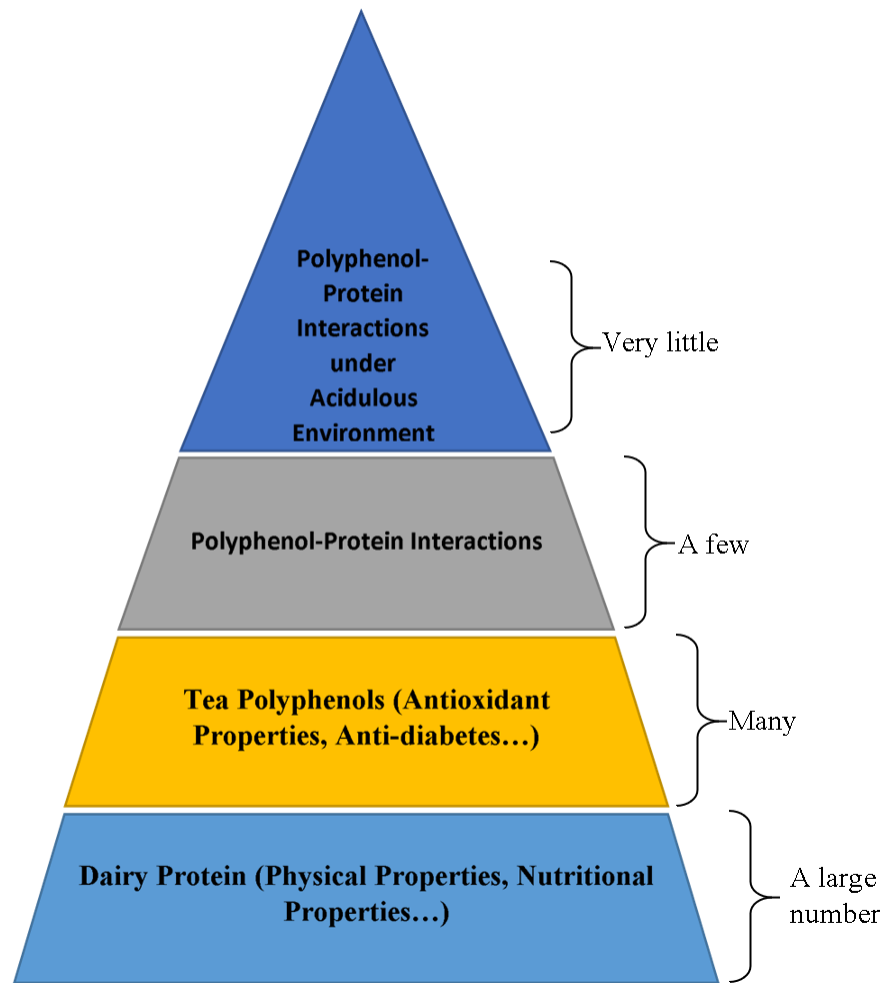 Polyphenol-
Protein
Interactions
under
Acidulous
Environment
Very little
Polyphenol-Protein Interactions
A few
Tea Polyphenols (Antioxidant
Properties, Anti-diabetes…)
Many
Dairy Protein (Physical Properties, Nutritional
Properties…)
A large
number